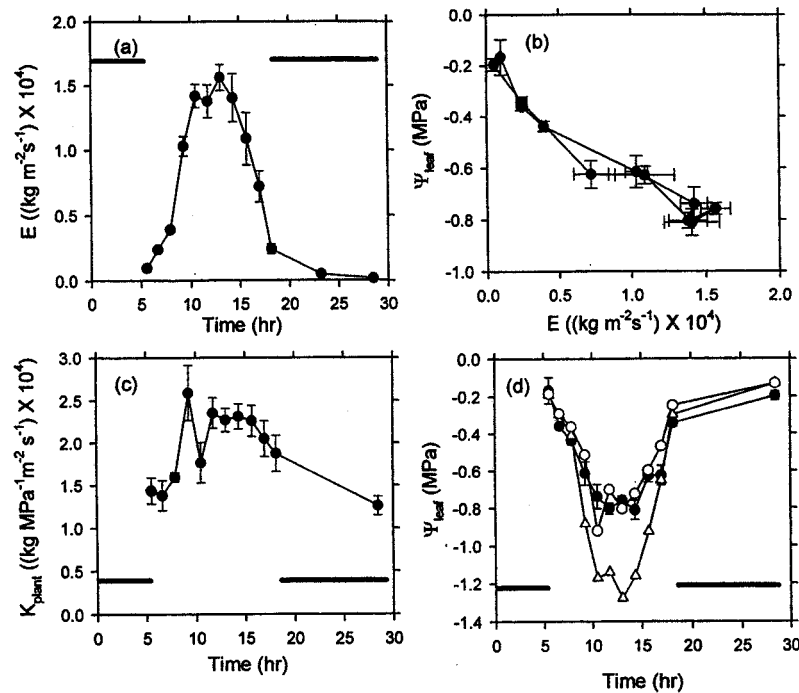 (a)
E ((kg m⁻²s⁻¹) X 10⁴)
2.0
1.5
1.0
0.5
0.0
0 5 10 15 20 25 30
Time (hr)
(b)
Ψleaf (MPa)
-0.0
-0.2
-0.4
-0.6
-0.8
-1.0
0.0 0.5 1.0 1.5 2.0
E ((kg m⁻²s⁻¹) X 10⁴)
(c)
Kplant ((kg MPa⁻¹m⁻² s⁻¹) X 10⁴)
3.0
2.5
2.0
1.5
1.0
0.5
0.0
0 5 10 15 20 25 30
Time (hr)
(d)
Ψleaf (MPa)
-0.0
-0.2
-0.4
-0.6
-0.8
-1.0
-1.2
-1.4
0 5 10 15 20 25 30
Time (hr)